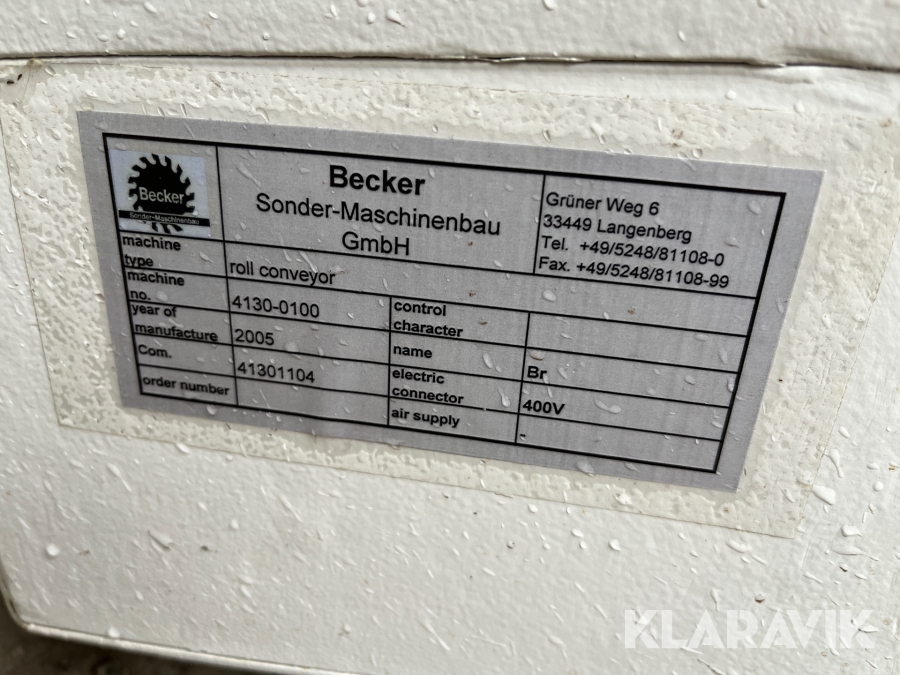 Becker
Sonder-Maschinenbau
Becker
Sonder-Maschinenbau
GmbH
Grüner Weg 6
33449 Langenberg
Tel. +49/5248/81108-0
Fax. +49/5248/81108-99
machine
type
roll conveyor
machine
no.
4130-0100
year of
manufacture
2005
Com.
41301104
order number
control
character
name
Br
electric
connector
400V
air supply
-
KLARAVIK